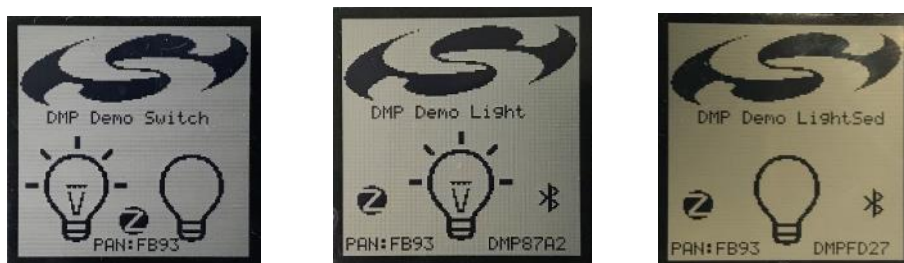 DMP Demo Switch
PAN:FB93
DMP Demo Light
PAN:FB93 DMP87A2
DMP Demo LightSed
PAN:FB93 DMPFD27